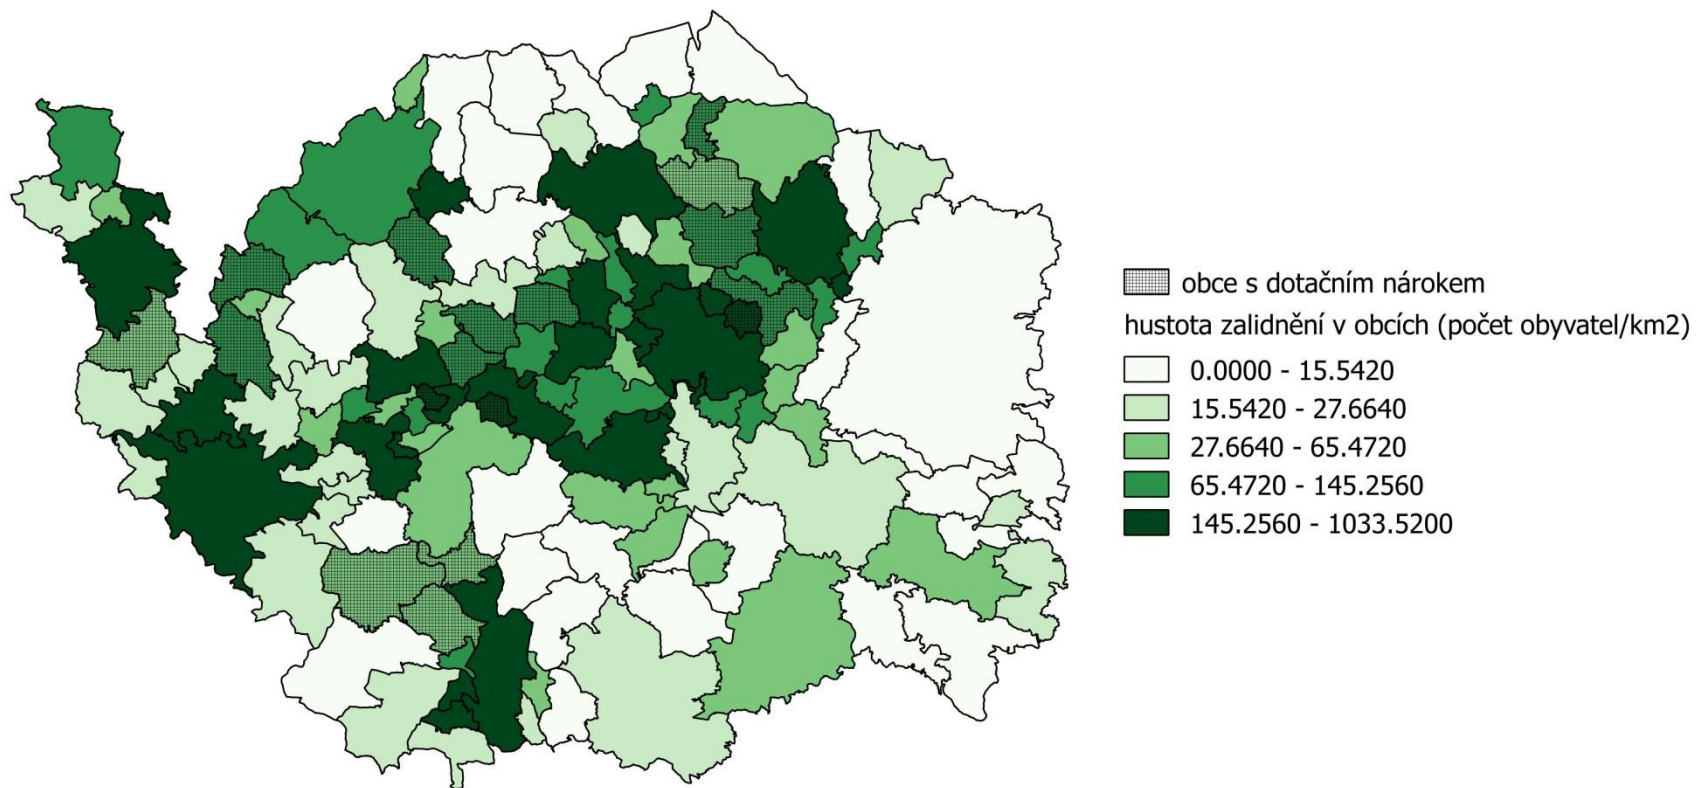 obce s dotačním nárokem
hustota zalidnění v obcích (počet obyvatel/km2)
0.0000 - 15.5420
15.5420 - 27.6640
27.6640 - 65.4720
65.4720 - 145.2560
145.2560 - 1033.5200